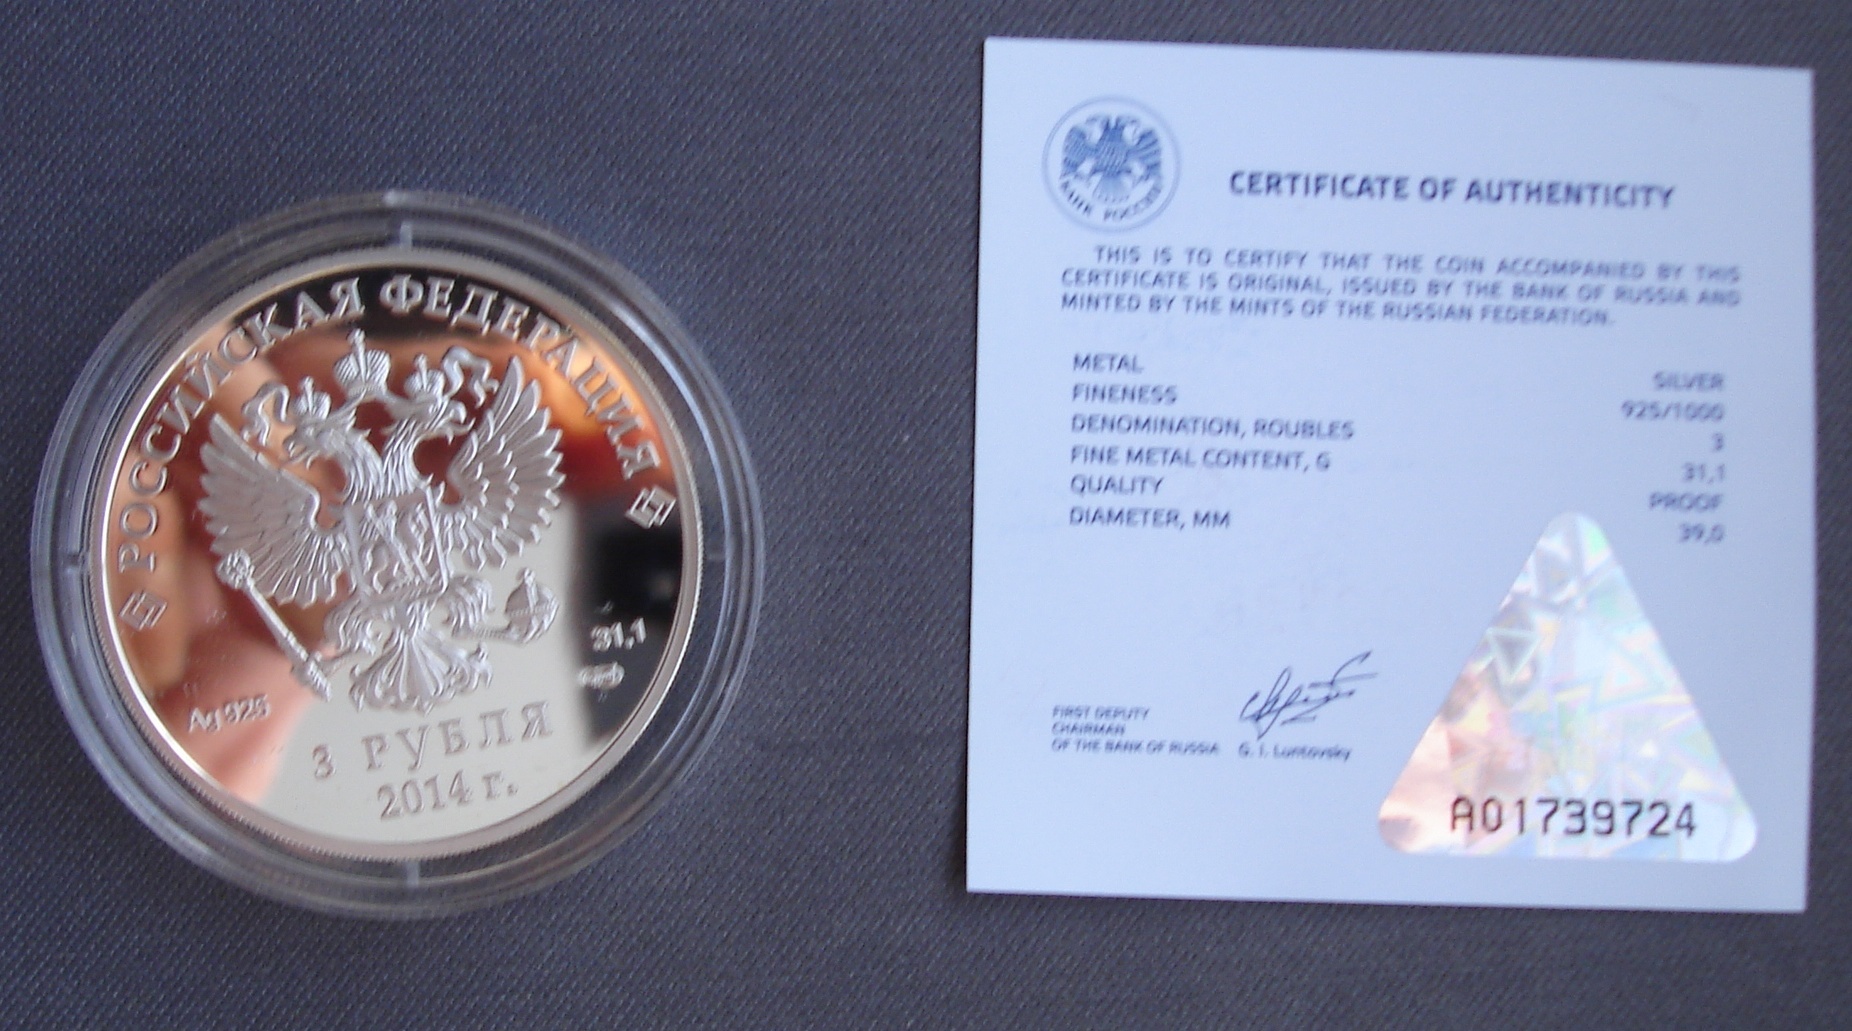 РОССИЙСКАЯ ФЕДЕРАЦИЯ
31,1
Ag 925
3 РУБЛЯ
2014 г.
БАНК РОССИИ
CERTIFICATE OF AUTHENTICITY
THIS IS TO CERTIFY THAT THE COIN ACCOMPANIED BY THIS
CERTIFICATE IS ORIGINAL, ISSUED BY THE BANK OF RUSSIA AND
MINTED BY THE MINTS OF THE RUSSIAN FEDERATION.
METAL SILVER
FINENESS 925/1000
DENOMINATION, ROUBLES 3
FINE METAL CONTENT, G 31,1
QUALITY PROOF
DIAMETER, MM 39,0
FIRST DEPUTY
CHAIRMAN
OF THE BANK OF RUSSIA G. I. Luntovsky
A01739724